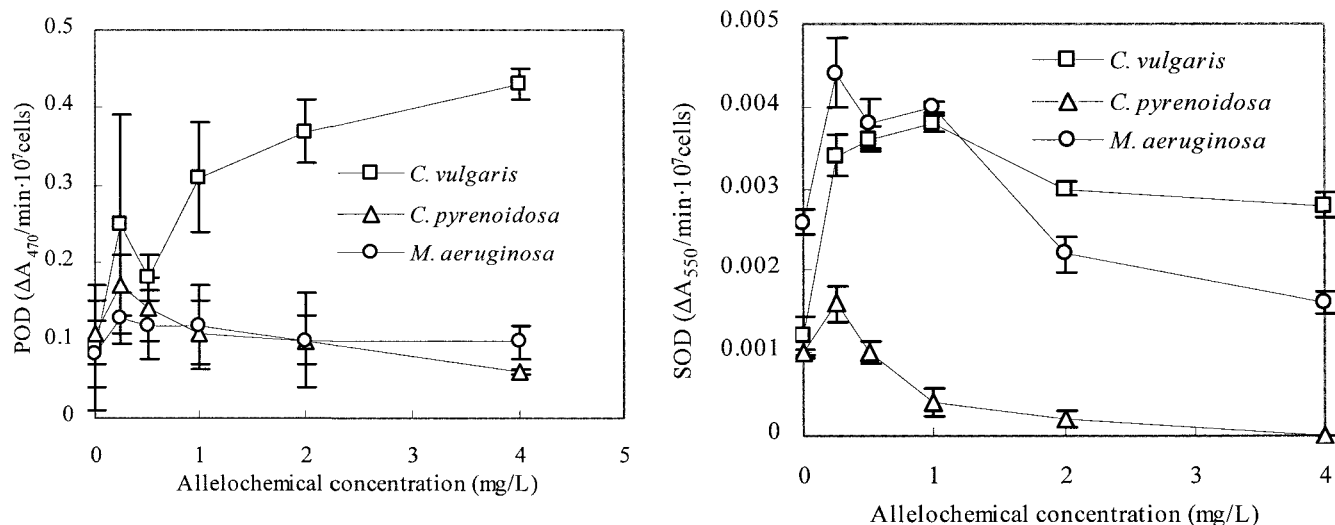 0.5
0.4
0.3
0.2
0.1
0
POD (ΔA₄₇₀/min·10⁷cells)
C. vulgaris
C. pyrenoidosa
M. aeruginosa
0 1 2 3 4 5
Allelochemical concentration (mg/L)
0.005
0.004
0.003
0.002
0.001
0
SOD (ΔA₅₅₀/min·10⁷cells)
C. vulgaris
C. pyrenoidosa
M. aeruginosa
0 1 2 3 4
Allelochemical concentration (mg/L)